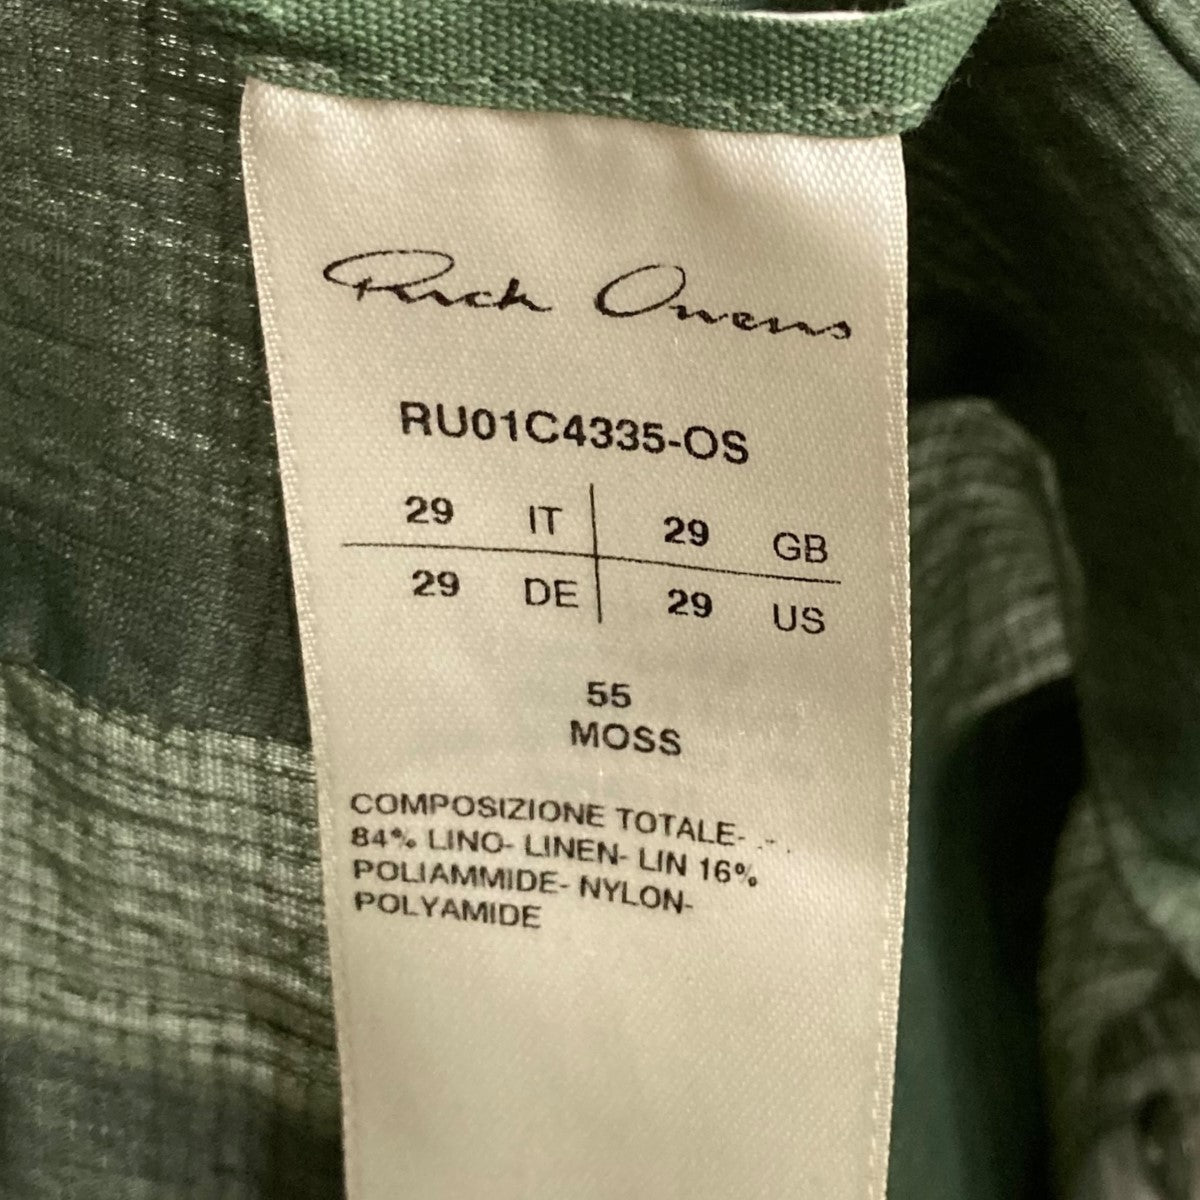 Rick Owens
RU01C4335-OS
29 IT 29 GB
29 DE 29 US
55
MOSS
COMPOSIZIONE TOTALE- .- .
84% LINO- LINEN- LIN 16%
POLIAMMIDE- NYLON-
POLYAMIDE